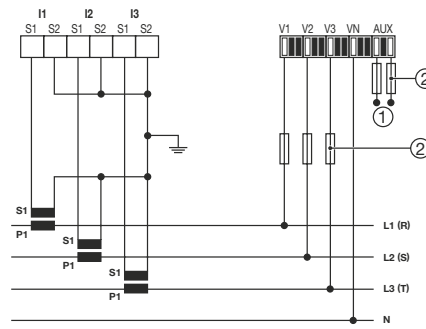 I1 I2 I3
S1 S2 S1 S2 S1 S2
V1 V2 V3 VN AUX
2
1
2
S1
P1
L1 (R)
S1
P1
L2 (S)
S1
P1
L3 (T)
N